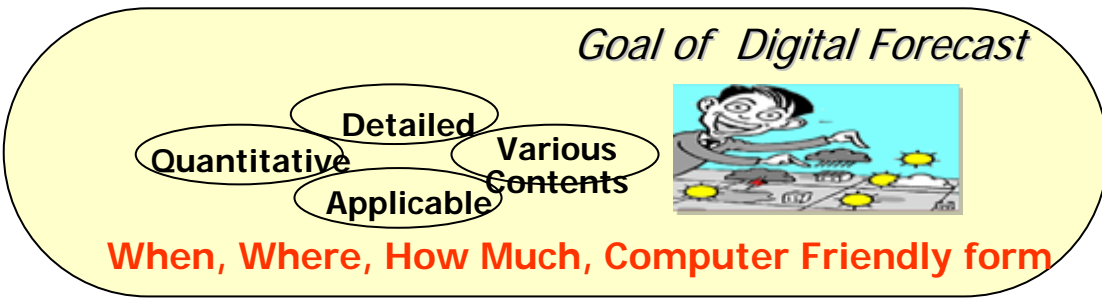 Goal of Digital Forecast
Detailed
Quantitative
Various
Contents
Applicable
When, Where, How Much, Computer Friendly form